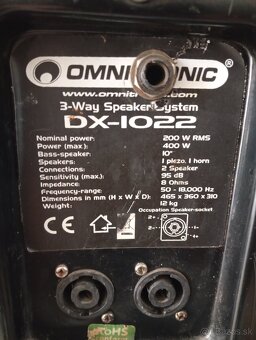 OMNITRONIC
www.omnitronic.com
3-Way Speaker-System
DX-1022
Nominal power: 200 W RMS
Power (max.): 400 W
Bass-speaker: 10"
Speakers: 1 piezo, 1 horn
Connections: 2 Speaker
Sensitivity (max.): 95 dB
Impedance: 8 Ohms
Frequency-range: 50 - 18.000 Hz
Dimensions in mm (H x W x D): 465 x 360 x 310
Weight: 12 kg
Occupation Speaker-socket
RoHS
bazos.sk